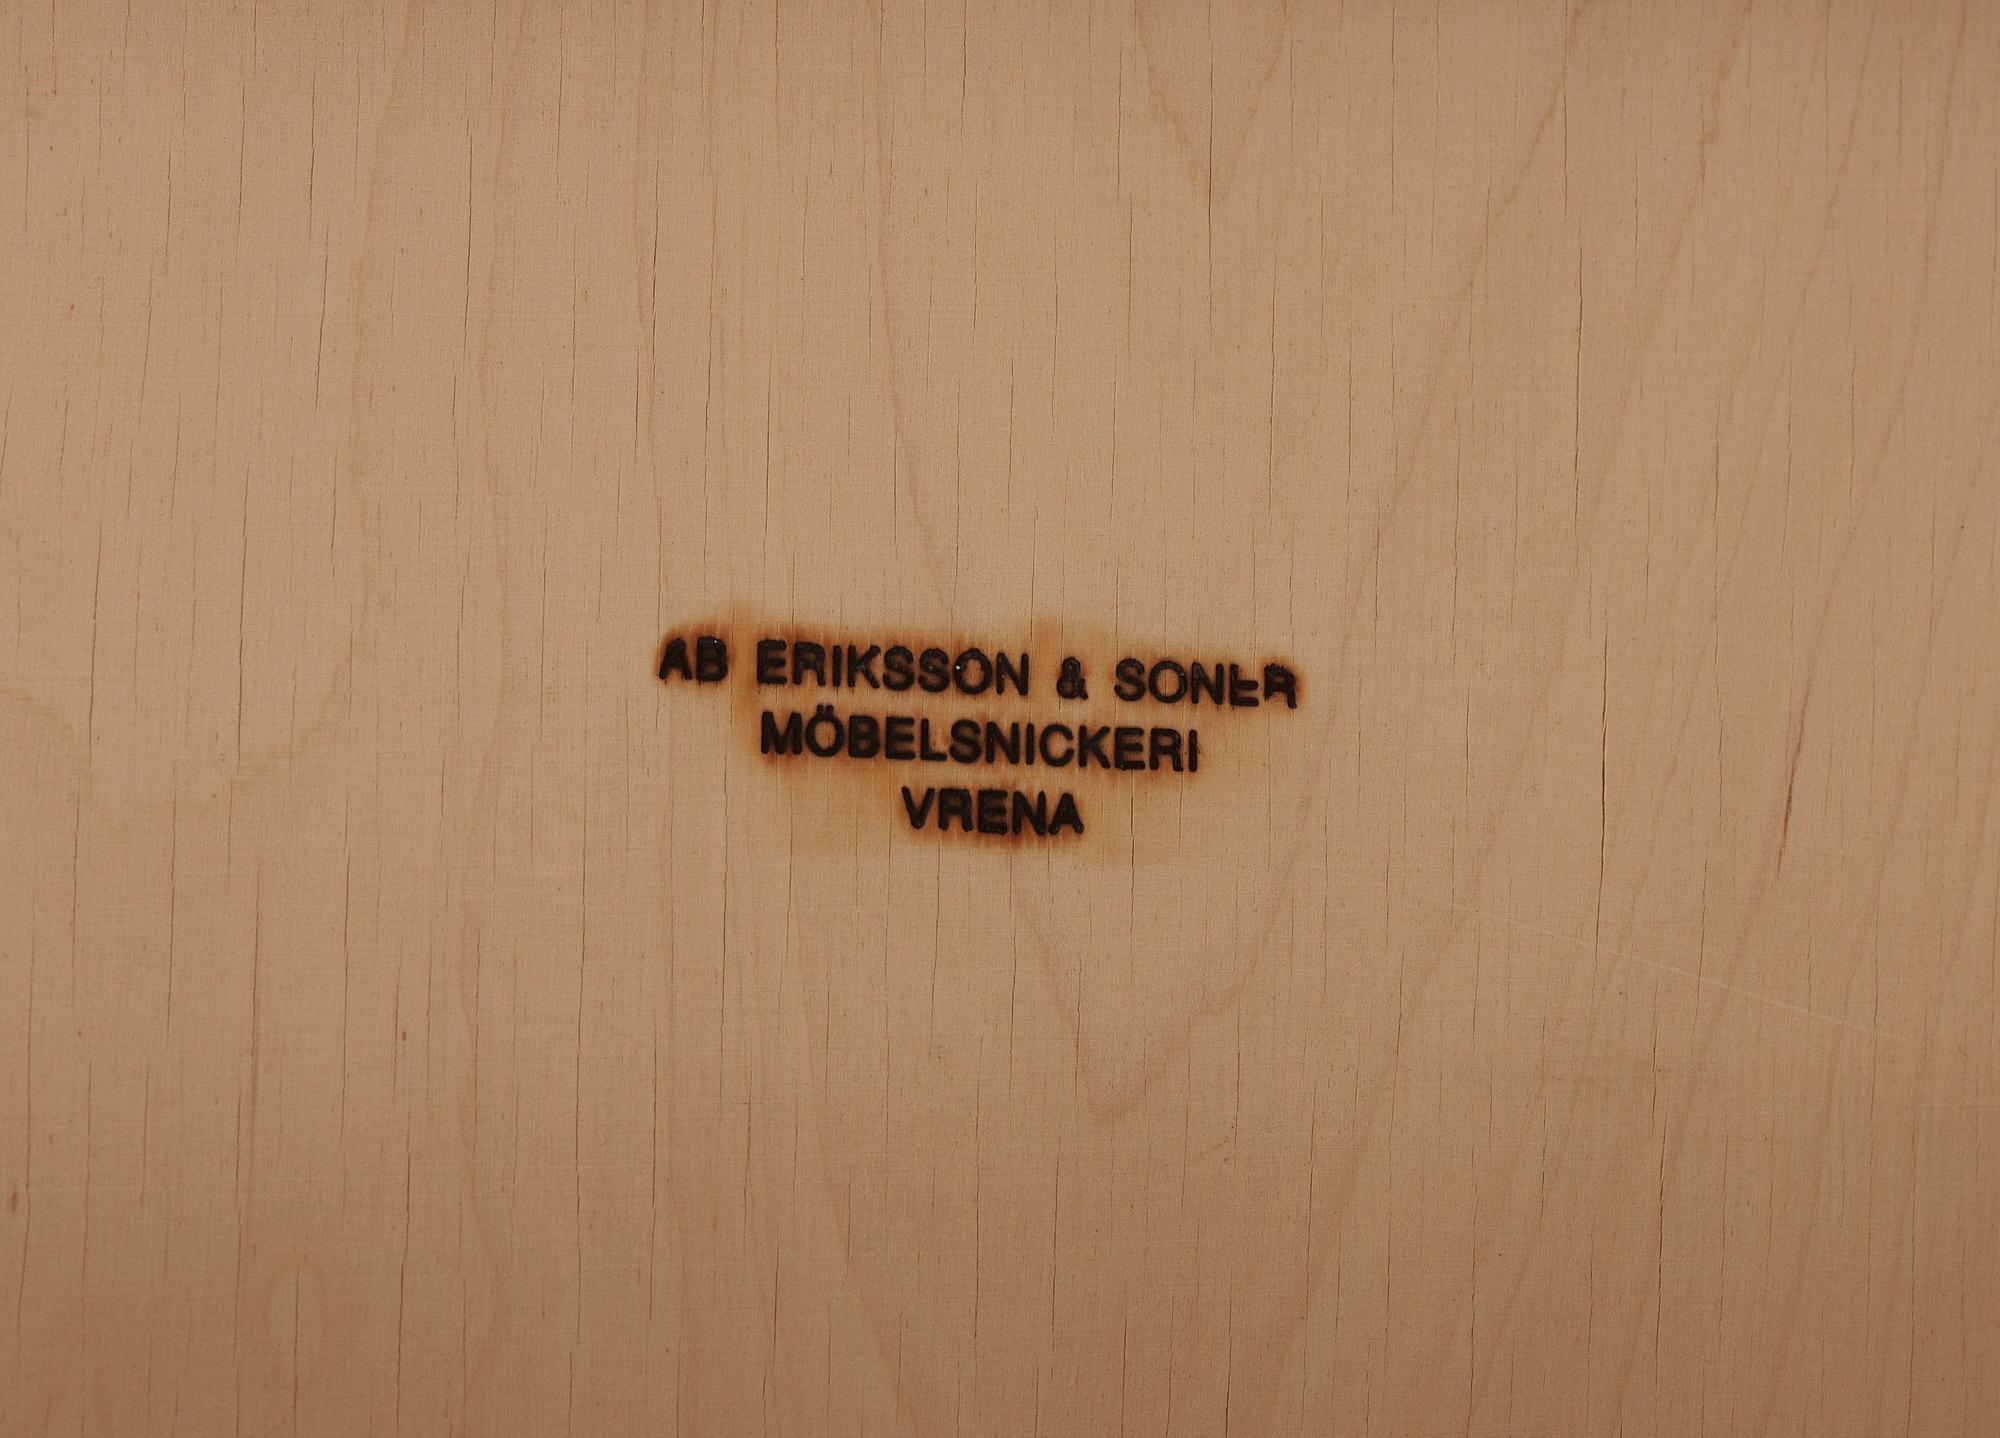 AB ERIKSSON & SONER
MÖBELSNICKERI
VRENA